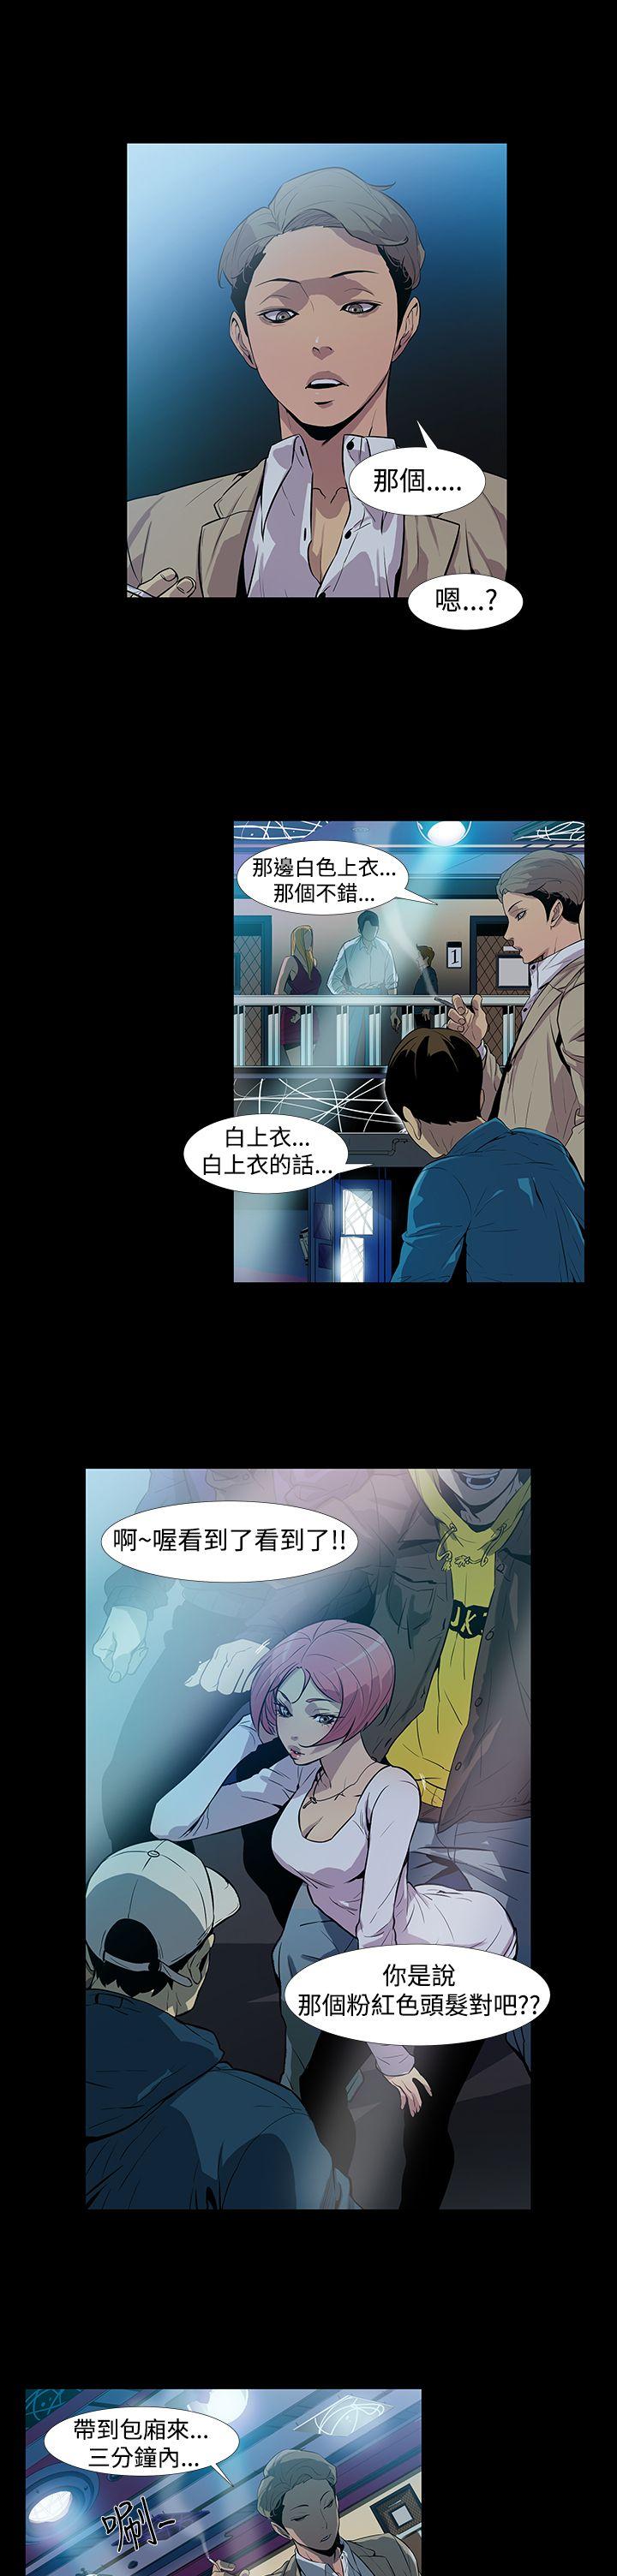 那個.....
嗯...?
那邊白色上衣...
那個不錯...
1
白上衣...
白上衣的話...
啊~喔看到了看到了!!
JK
你是說
那個粉紅色頭髮對吧??
帶到包廂來...
三分鐘內...
唰-